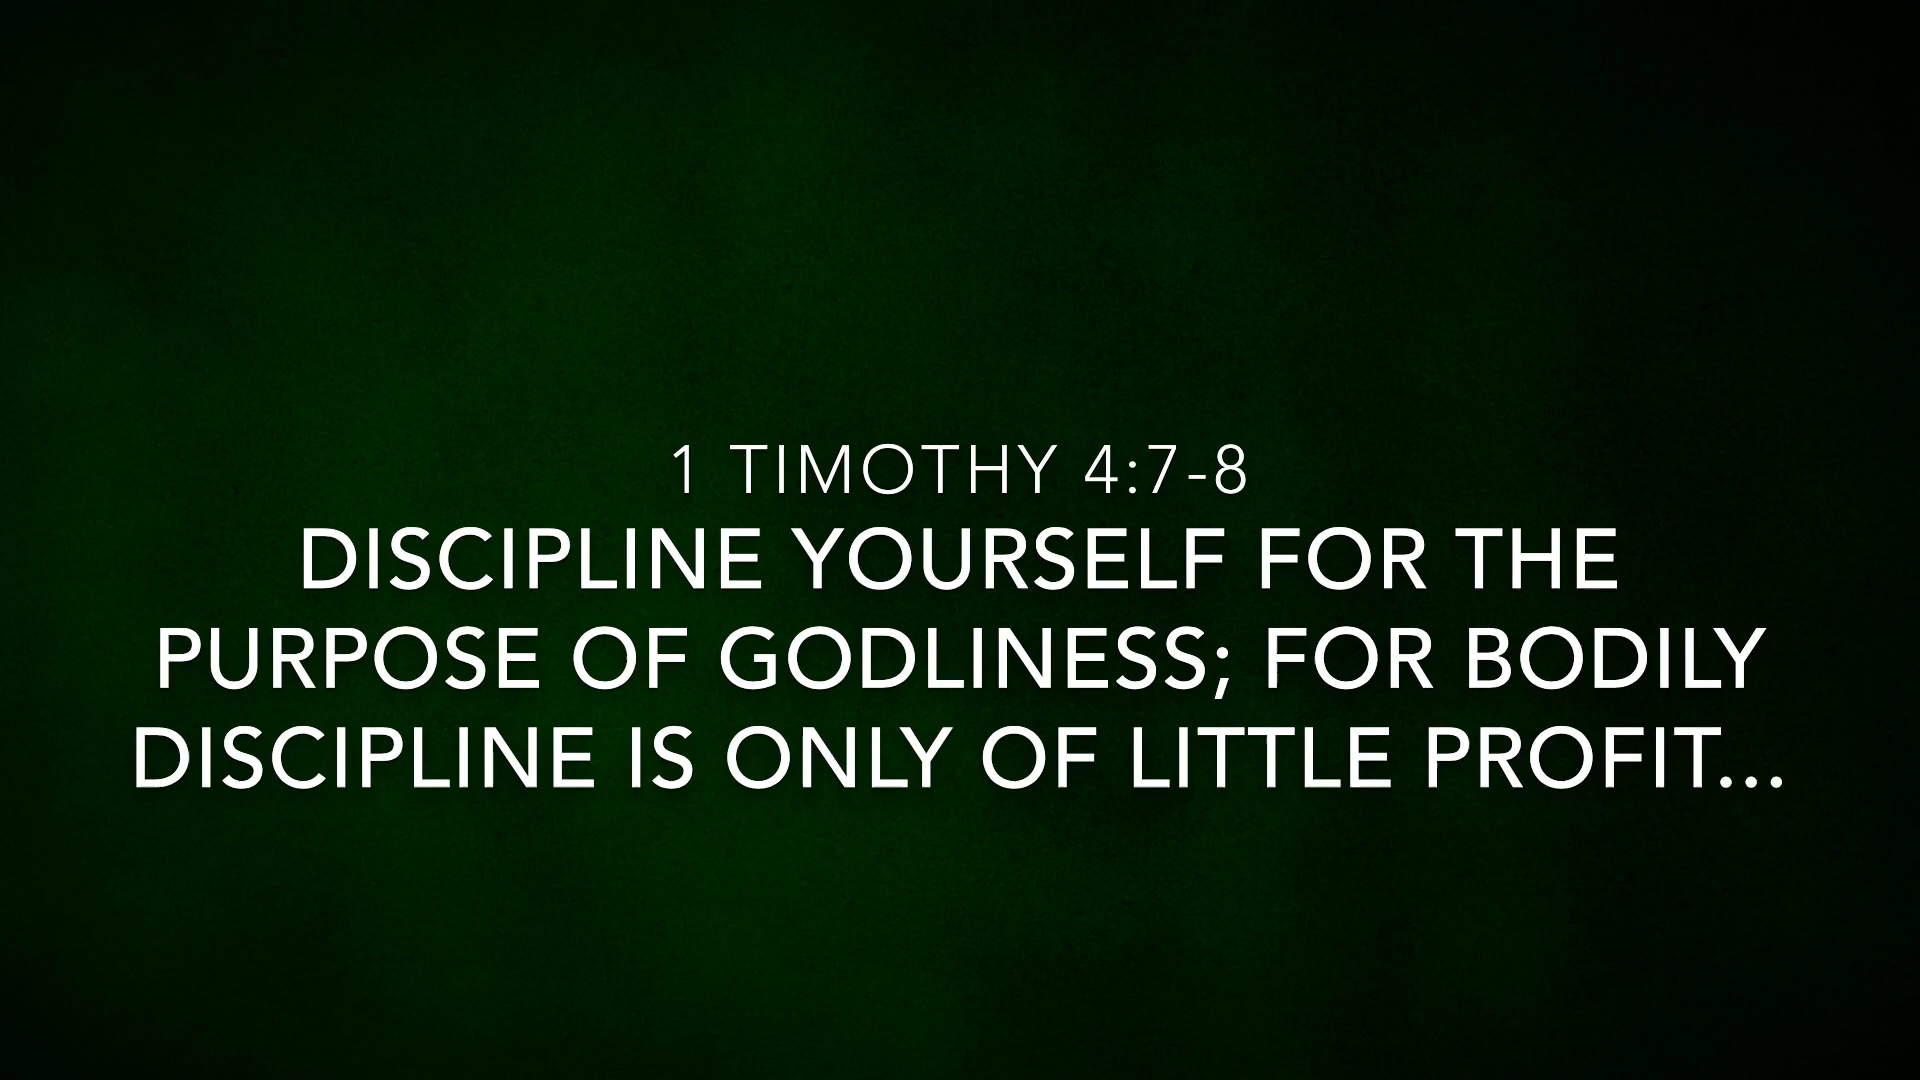 1 TIMOTHY 4:7-8
DISCIPLINE YOURSELF FOR THE
PURPOSE OF GODLINESS; FOR BODILY
DISCIPLINE IS ONLY OF LITTLE PROFIT...